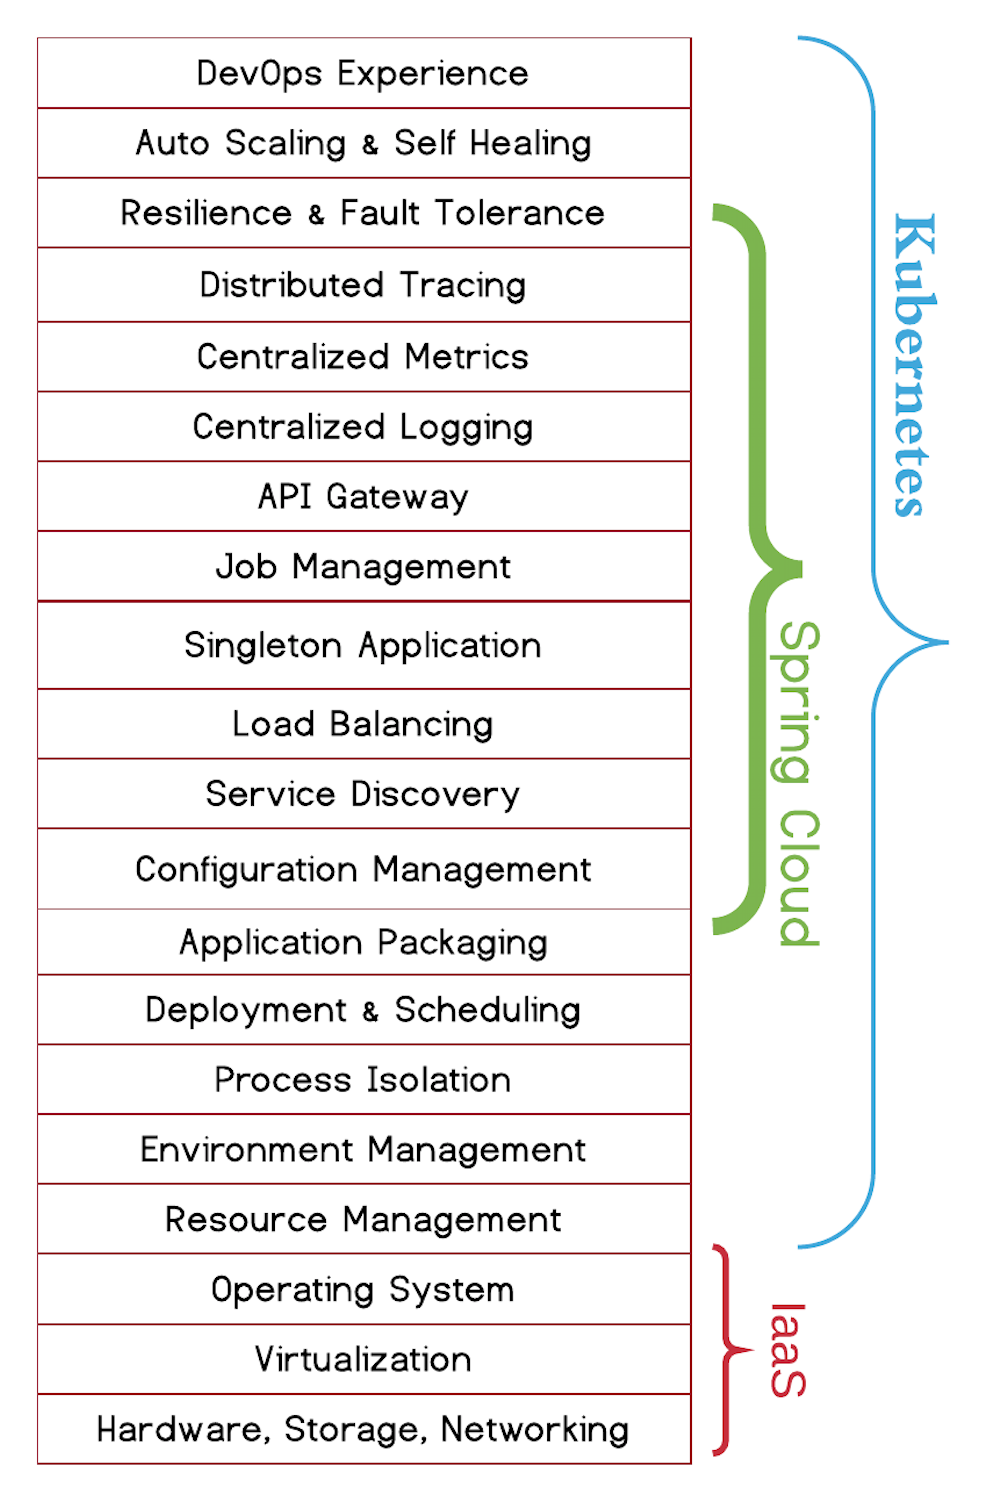 DevOps Experience
Auto Scaling & Self Healing
Resilience & Fault Tolerance
Distributed Tracing
Centralized Metrics
Centralized Logging
API Gateway
Job Management
Singleton Application
Load Balancing
Service Discovery
Configuration Management
Application Packaging
Deployment & Scheduling
Process Isolation
Environment Management
Resource Management
Operating System
Virtualization
Hardware, Storage, Networking
Spring Cloud
Kubernetes
IaaS